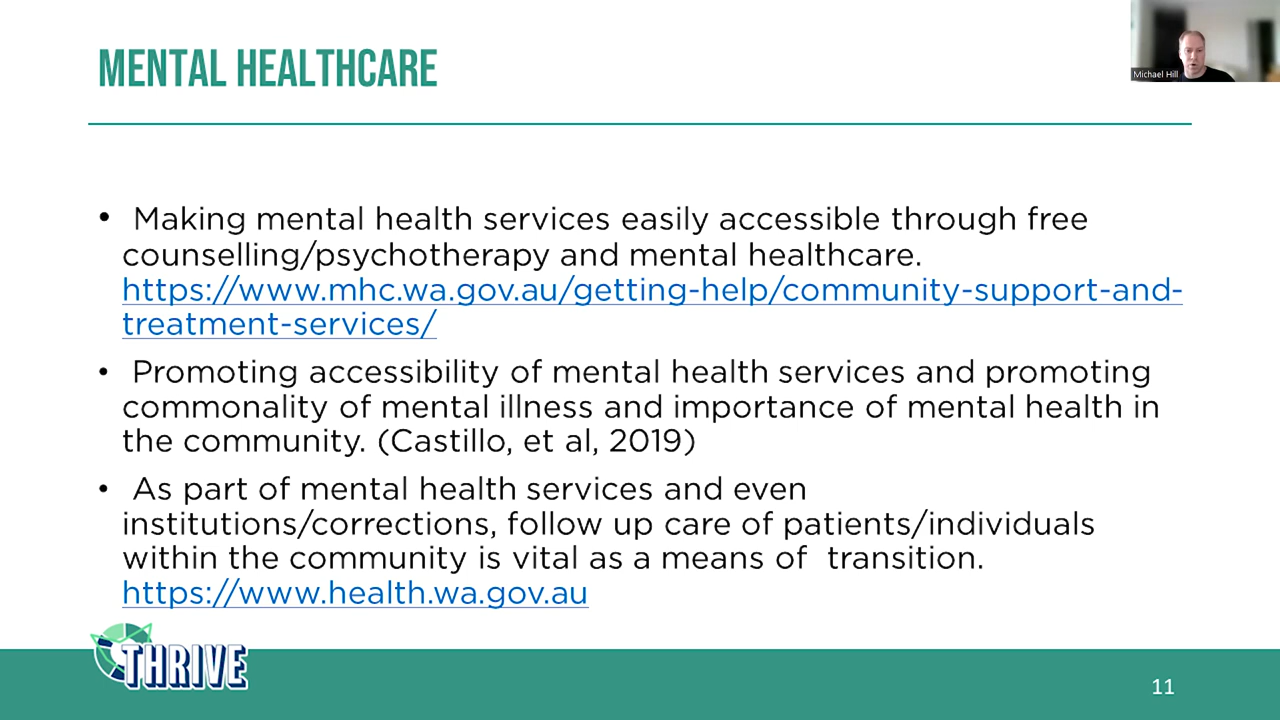 MENTAL HEALTHCARE
Michael Hill
• Making mental health services easily accessible through free
counselling/psychotherapy and mental healthcare.
https://www.mhc.wa.gov.au/getting-help/community-support-and-
treatment-services/
• Promoting accessibility of mental health services and promoting
commonality of mental illness and importance of mental health in
the community. (Castillo, et al, 2019)
• As part of mental health services and even
institutions/corrections, follow up care of patients/individuals
within the community is vital as a means of  transition.
https://www.health.wa.gov.au
THRIVE
11